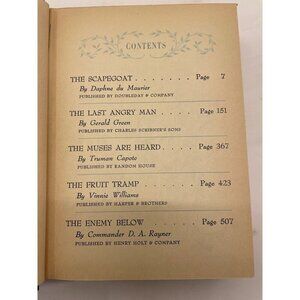 CONTENTS
THE SCAPEGOAT . . . . . . . . Page 7
By Daphne du Maurier
PUBLISHED BY DOUBLEDAY & COMPANY
THE LAST ANGRY MAN . . . . . Page 151
By Gerald Green
PUBLISHED BY CHARLES SCRIBNER'S SONS
THE MUSES ARE HEARD . . . . . Page 367
By Truman Capote
PUBLISHED BY RANDOM HOUSE
THE FRUIT TRAMP . . . . . . Page 423
By Vinnie Williams
PUBLISHED BY HARPER & BROTHERS
THE ENEMY BELOW . . . . . . Page 507
By Commander D. A. Rayner
PUBLISHED BY HENRY HOLT & COMPANY